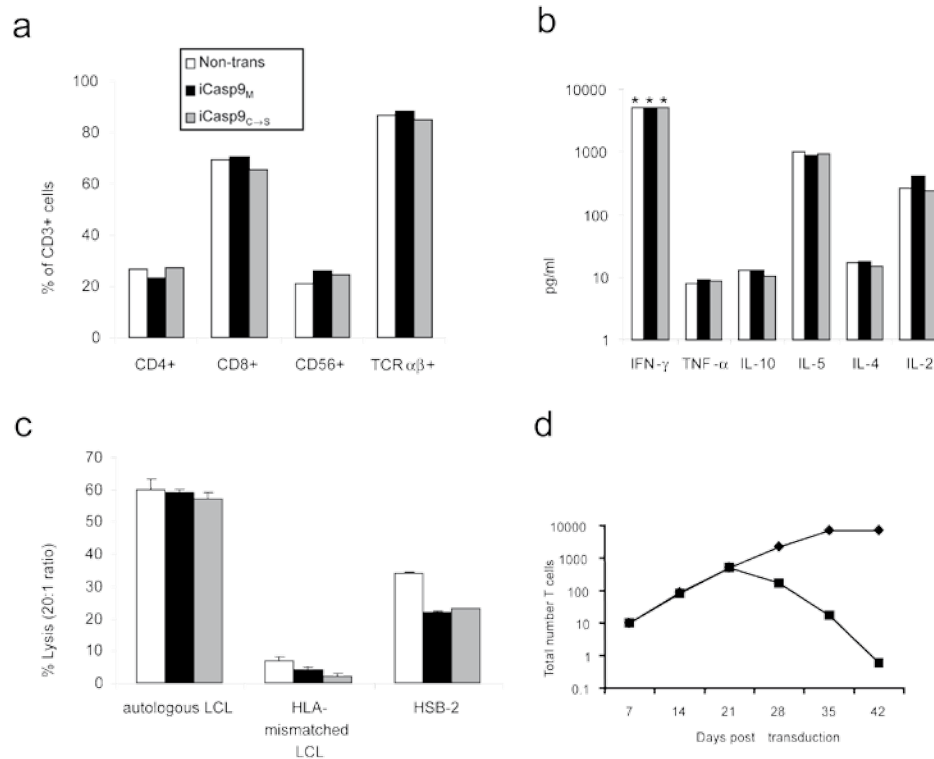 a
Non-trans
iCasp9M
iCasp9C→S
100
80
60
40
20
0
% of CD3+ cells
CD4+
CD8+
CD56+
TCR αβ+
b
10000
1000
100
10
1
pg/ml
* * *
IFN-γ
TNF-α
IL-10
IL-5
IL-4
IL-2
c
70
60
50
40
30
20
10
0
% Lysis (20:1 ratio)
autologous LCL
HLA-
mismatched
LCL
HSB-2
d
10000
1000
100
10
1
0.1
Total number T cells
7
14
21
28
35
42
Days post transduction